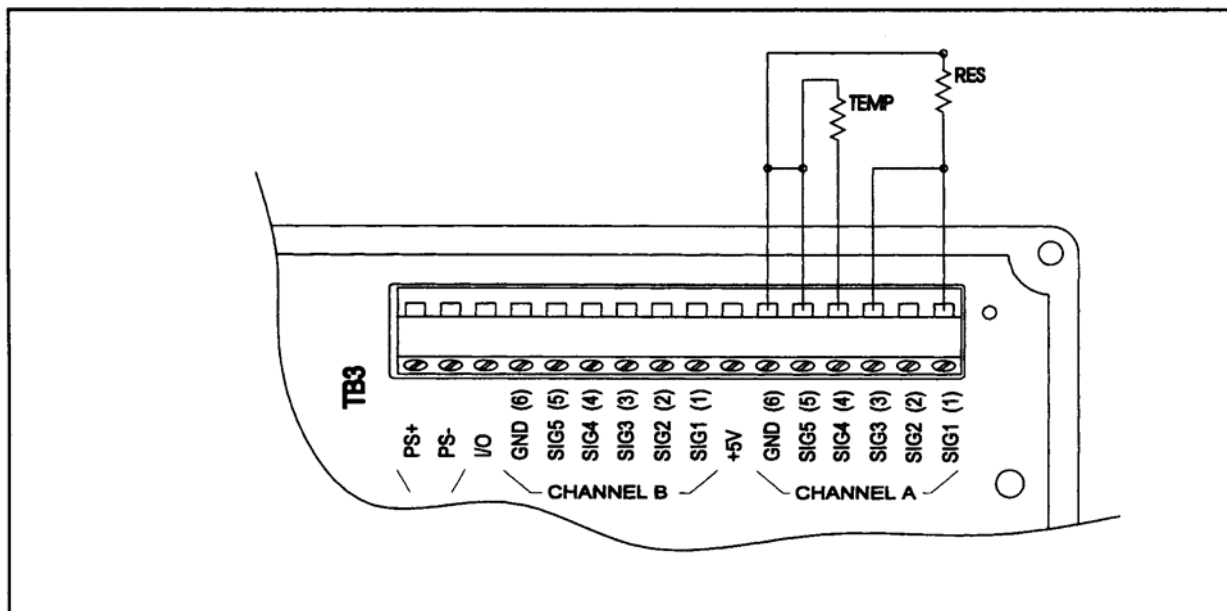 RES
TEMP
TB3
PS+
PS-
I/O
GND (6)
SIG5 (5)
SIG4 (4)
SIG3 (3)
SIG2 (2)
SIG1 (1)
+5V
GND (6)
SIG5 (5)
SIG4 (4)
SIG3 (3)
SIG2 (2)
SIG1 (1)
CHANNEL B
CHANNEL A